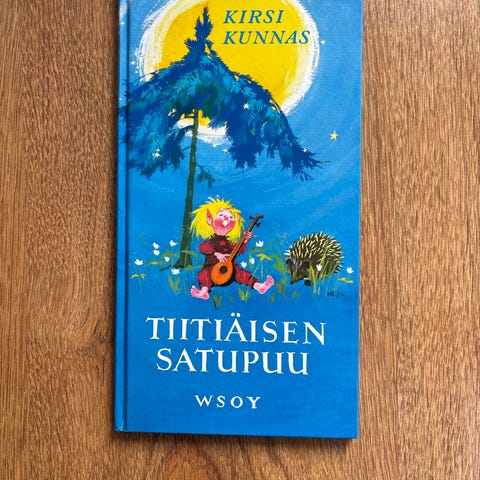 KIRSI
KUNNAS
TIITIÄISEN
SATUPUU
WSOY